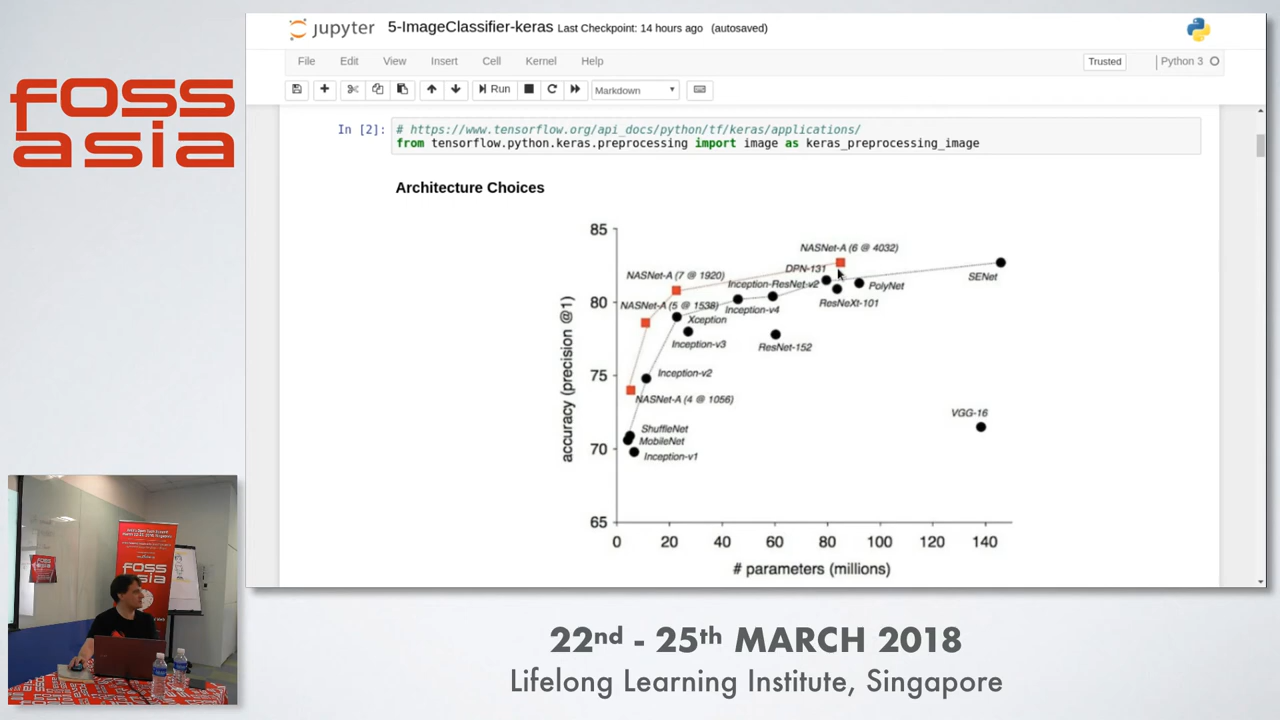 foss
asia
jupyter 5-ImageClassifier-keras Last Checkpoint: 14 hours ago (autosaved)
File Edit View Insert Cell Kernel Help Trusted Python 3
Run Markdown
In [2]: # https://www.tensorflow.org/api_docs/python/tf/keras/applications/
from tensorflow.python.keras.preprocessing import image as keras_preprocessing_image
Architecture Choices
85
NASNet-A (6 @ 4032)
DPN-131
NASNet-A (7 @ 1920)
SENet
Inception-ResNet-v2
PolyNet
80
ResNeXt-101
NASNet-A (5 @ 1538)
Inception-v4
Xception
Inception-v3
ResNet-152
accuracy (precision @1)
75
Inception-v2
NASNet-A (4 @ 1056)
VGG-16
ShuffleNet
MobileNet
70
Inception-v1
65
0 20 40 60 80 100 120 140
# parameters (millions)
foss
asia
22nd - 25th MARCH 2018
Lifelong Learning Institute, Singapore